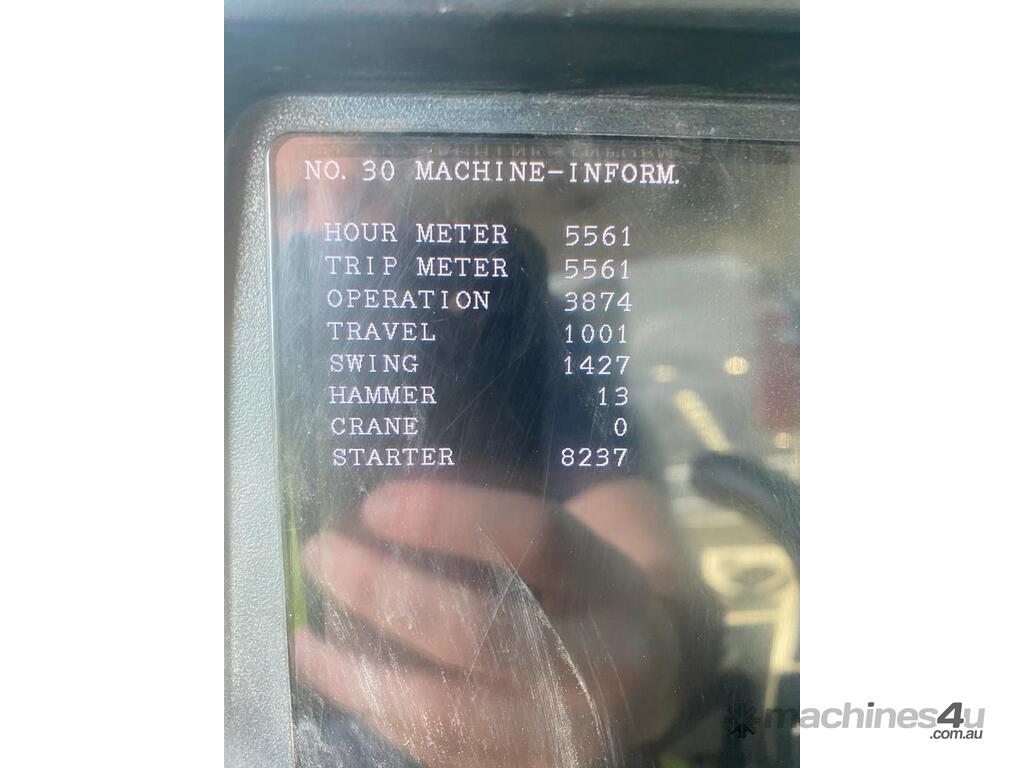 NO. 30 MACHINE-INFORM.
HOUR METER 5561
TRIP METER 5561
OPERATION 3874
TRAVEL 1001
SWING 1427
HAMMER 13
CRANE 0
STARTER 8237
machines4u
.com.au